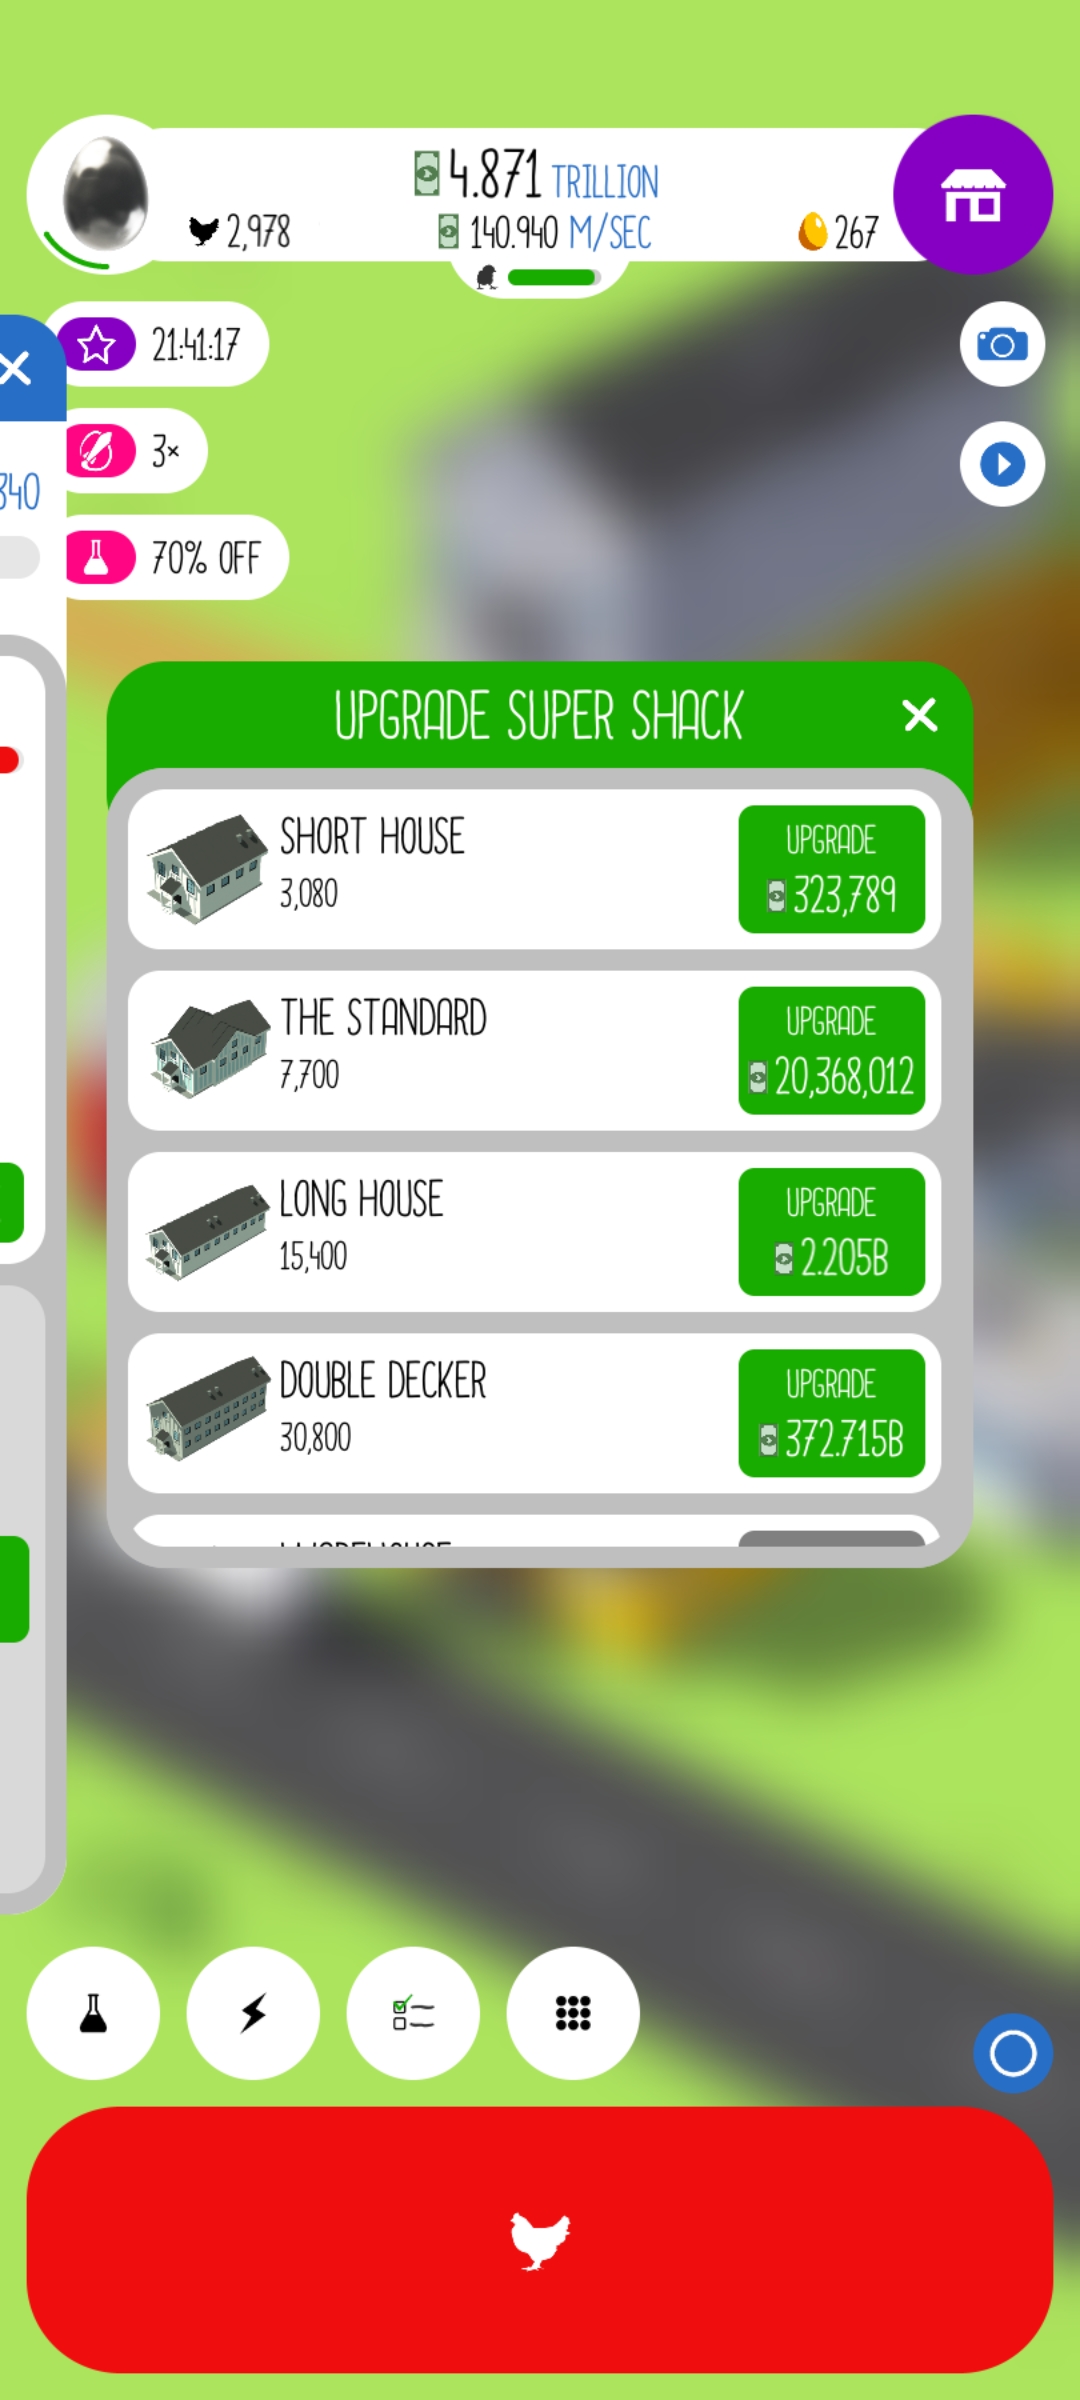 4.871 TRILLION
2,978
140.940 M/SEC
267
21:41:17
340
3×
70% OFF
UPGRADE SUPER SHACK
SHORT HOUSE
3,080
UPGRADE
323,789
THE STANDARD
7,700
UPGRADE
20,368,012
LONG HOUSE
15,400
UPGRADE
2.205B
DOUBLE DECKER
30,800
UPGRADE
372.715B